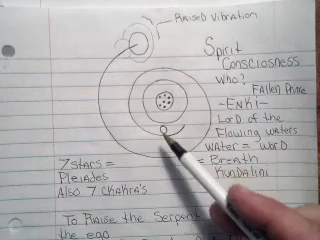 Raised Vibration
Spirit
Consciousness
Who?
Fallen Prince
-ENKi-
Lord of the
Flowing waters
WAter = Word
= Breath
Kundalini
7 Stars =
Pleiades
Also 7 Chakra's
To Raise the Serpent
the ego